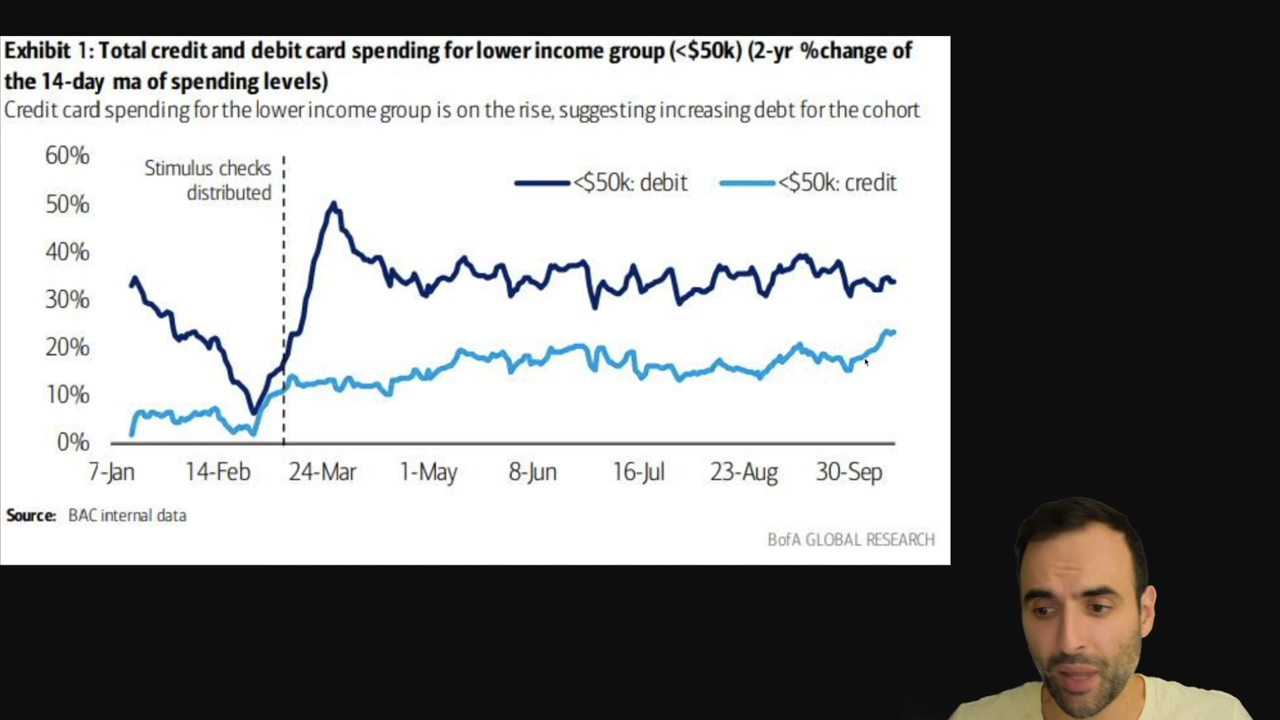 Exhibit 1: Total credit and debit card spending for lower income group (<$50k) (2-yr %change of
the 14-day ma of spending levels)
Credit card spending for the lower income group is on the rise, suggesting increasing debt for the cohort
60%
Stimulus checks
distributed
<$50k: debit
<$50k: credit
50%
40%
30%
20%
10%
0%
7-Jan
14-Feb
24-Mar
1-May
8-Jun
16-Jul
23-Aug
30-Sep
Source: BAC internal data
BofA GLOBAL RESEARCH